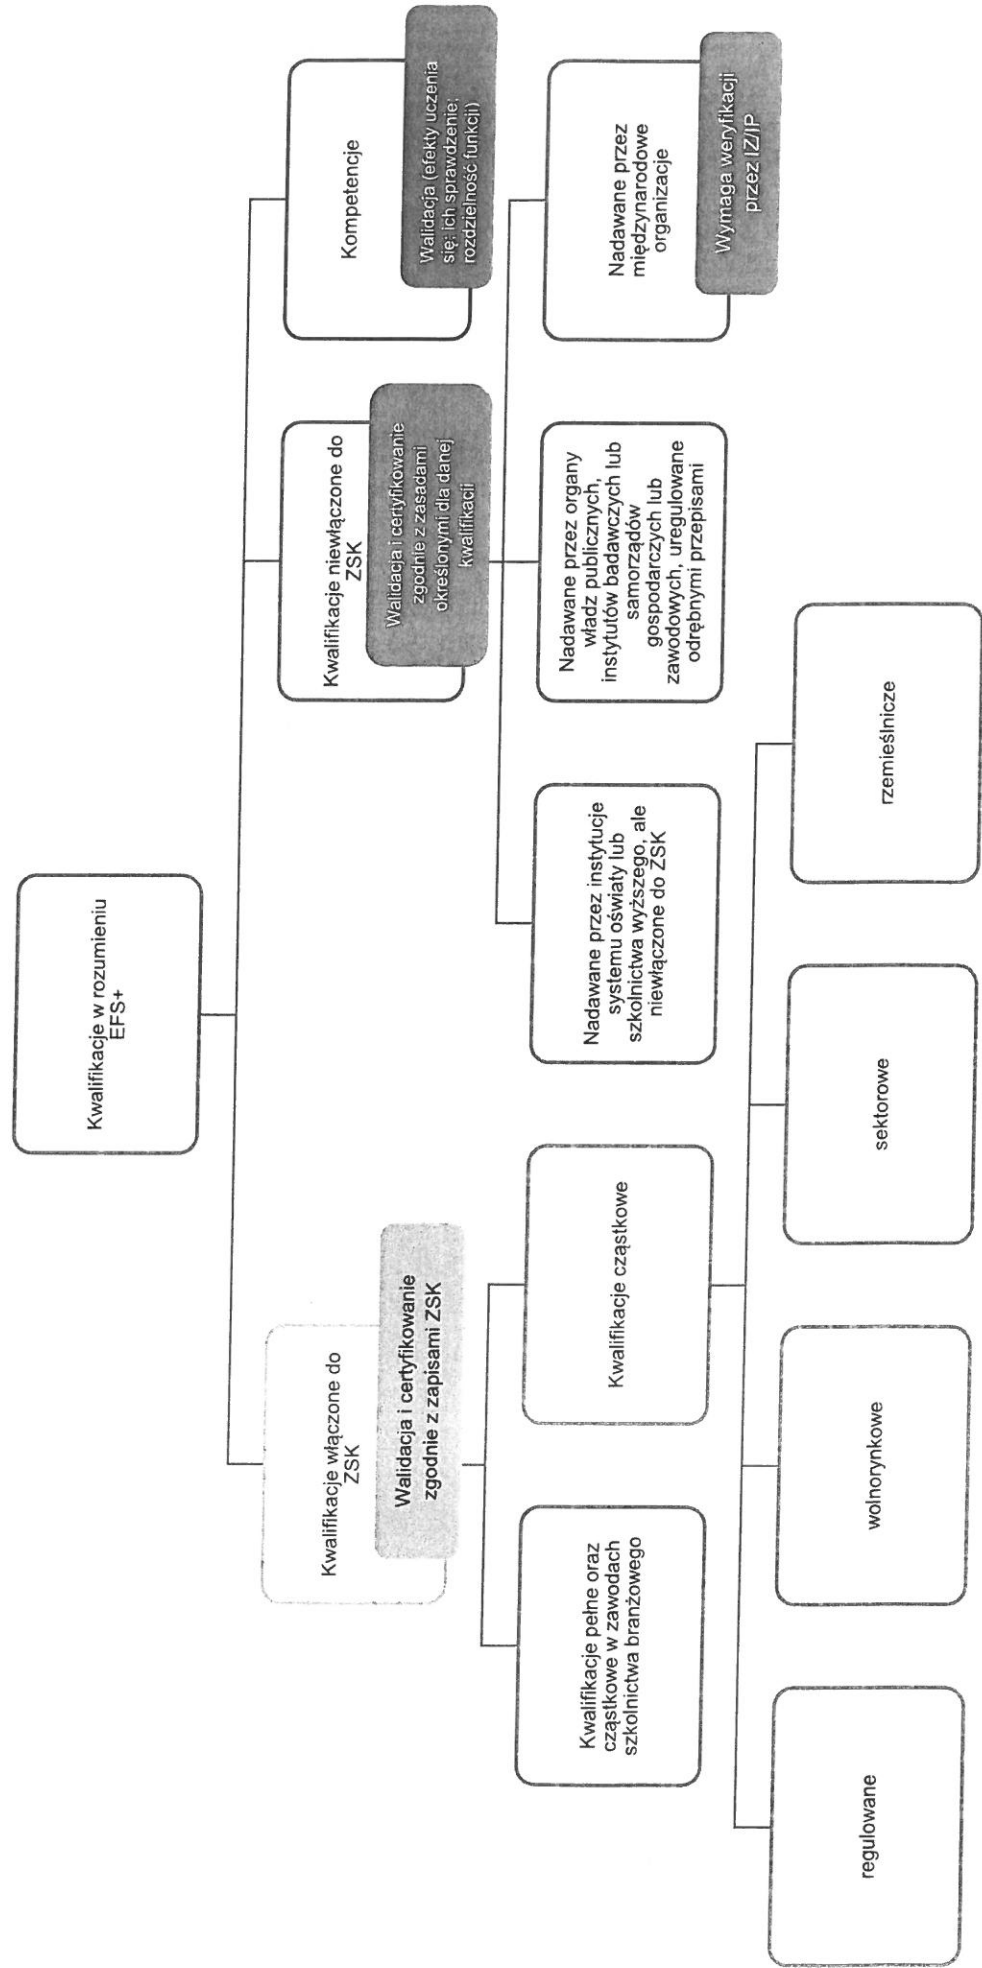 Kwalifikacje w rozumieniu
EFS+
Kwalifikacje włączone do
ZSK
Walidacja i certyfikowanie
zgodnie z zapisami ZSK
Kwalifikacje niewłączone do
ZSK
Walidacja i certyfikowanie
zgodnie z zasadami
określonymi dla danej
kwalifikacji
Kompetencje
Walidacja (efekty uczenia
się; ich sprawdzenie;
rozdzielność funkcji)
Kwalifikacje pełne oraz
cząstkowe w zawodach
szkolnictwa branżowego
Kwalifikacje cząstkowe
Nadawane przez instytucje
systemu oświaty lub
szkolnictwa wyższego, ale
niewłączone do ZSK
Nadawane przez organy
władz publicznych,
instytutów badawczych lub
samorządów
gospodarczych lub
zawodowych, uregulowane
odrębnymi przepisami
Nadawane przez
międzynarodowe
organizacje
Wymaga weryfikacji
przez IZ/IP
regulowane
wolnorynkowe
sektorowe
rzemieślnicze